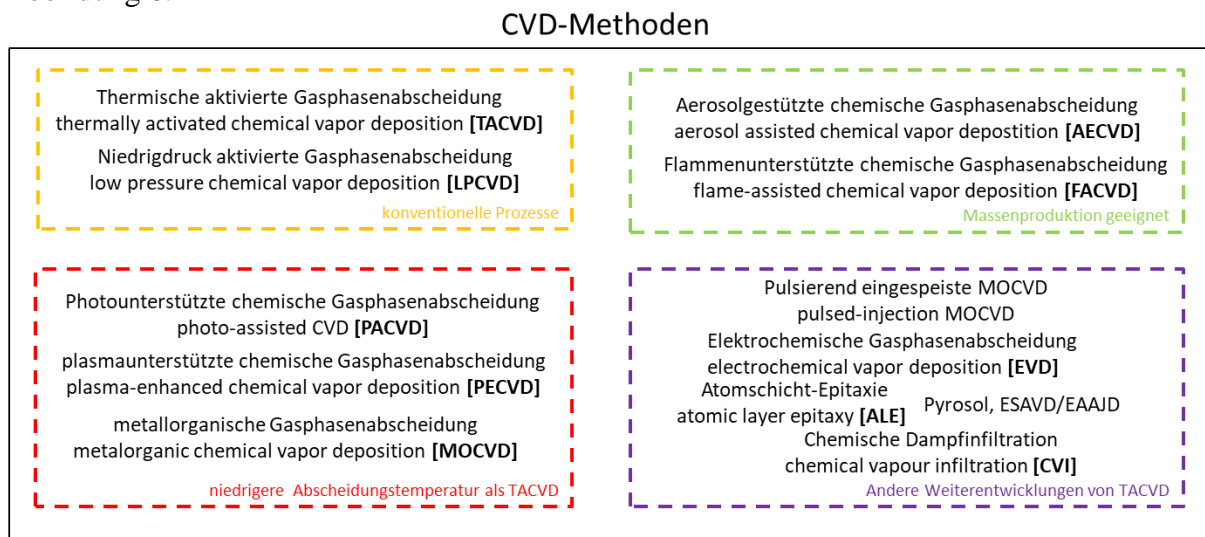 CVD-Methoden
Thermische aktivierte Gasphasenabscheidung
thermally activated chemical vapor deposition [TACVD]
Niedrigdruck aktivierte Gasphasenabscheidung
low pressure chemical vapor deposition [LPCVD]
konventionelle Prozesse
Aerosolgestützte chemische Gasphasenabscheidung
aerosol assisted chemical vapor depostition [AECVD]
Flammenunterstützte chemische Gasphasenabscheidung
flame-assisted chemical vapor deposition [FACVD]
Massenproduktion geeignet
Photounterstützte chemische Gasphasenabscheidung
photo-assisted CVD [PACVD]
plasmaunterstützte chemische Gasphasenabscheidung
plasma-enhanced chemical vapor deposition [PECVD]
metallorganische Gasphasenabscheidung
metalorganic chemical vapor deposition [MOCVD]
niedrigere Abscheidungstemperatur als TACVD
Pulsierend eingespeiste MOCVD
pulsed-injection MOCVD
Elektrochemische Gasphasenabscheidung
electrochemical vapor deposition [EVD]
Atomschicht-Epitaxie
atomic layer epitaxy [ALE]
Pyrosol, ESAVD/EAAJD
Chemische Dampfinfiltration
chemical vapour infiltration [CVI]
Andere Weiterentwicklungen von TACVD